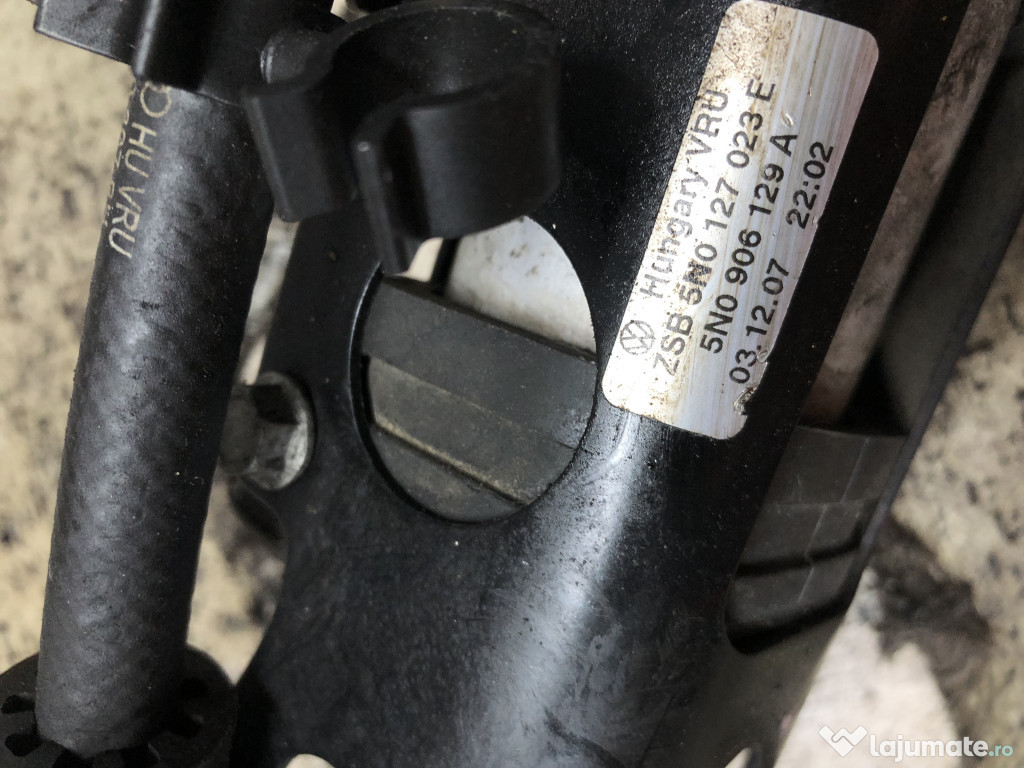 HU VRU
Hungary VRU
ZSB 5N0 127 023 E
5N0 906 129 A
03.12.07 22:02
lajumate.ro